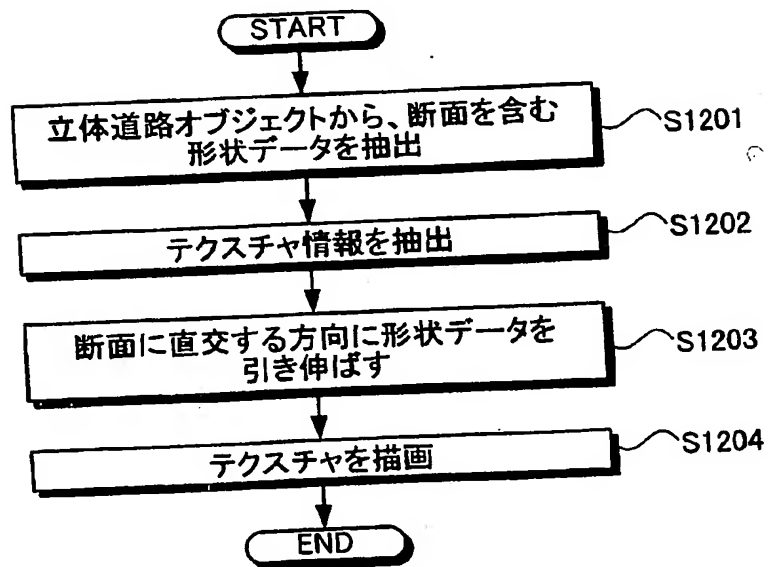 START
立体道路オブジェクトから、断面を含む
形状データを抽出
S1201
テクスチャ情報を抽出
S1202
断面に直交する方向に形状データを
引き伸ばす
S1203
テクスチャを描画
S1204
END